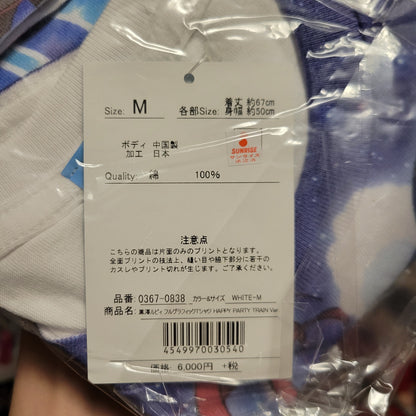 Size: M 各部Size: 着丈 約67cm
身幅 約50cm
ボディ 中国製
加工 日本
SUNRISE
サンライズ
Quality: 綿 100%
注意点
こちらの商品は片面のみのプリントとなります。
全面プリントの技法上、縫い目や脇下部分に若干の
カスレやプリント切れが生じます。ご了承下さい。
品番 0367-0838 カラー&サイズ WHITE-M
商品名: 黒澤ルビィ フルグラフィックTシャツ HAPPY PARTY TRAIN Ver
4549970030540
価格: 6,000円 +税